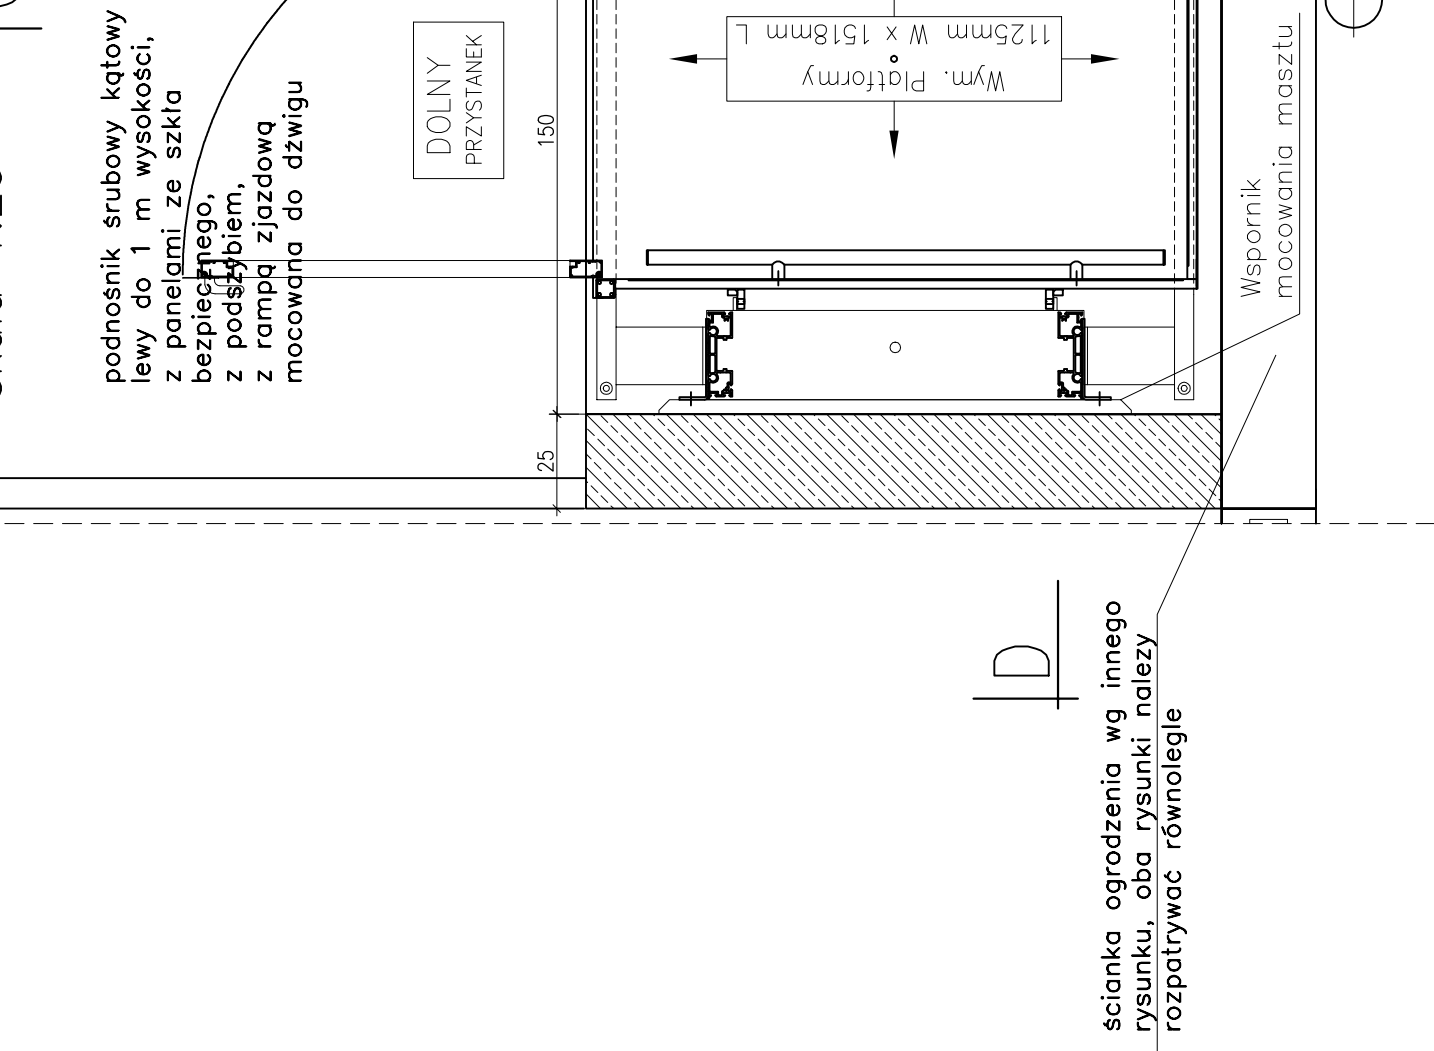 podnośnik śrubowy kątowy
lewy do 1 m wysokości,
z panelami ze szkła
bezpiecznego,
z podszybiem,
z rampą zjazdową
mocowana do dźwigu
DOLNY
PRZYSTANEK
150
25
Wym. Platformy
1125mm W x 1518mm L
Wspornik
mocowania masztu
D
ścianka ogrodzenia wg innego
rysunku, oba rysunki nalezy
rozpatrywać równolegle